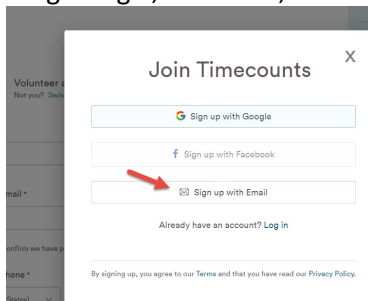 Join Timecounts
X
Volunteer
Not you?
Sign up with Google
Sign up with Facebook
mail *
Sign up with Email
Already have an account? Log in
onfirm we have p
hone *
By signing up, you agree to our Terms and that you have read our Privacy Policy.
States)